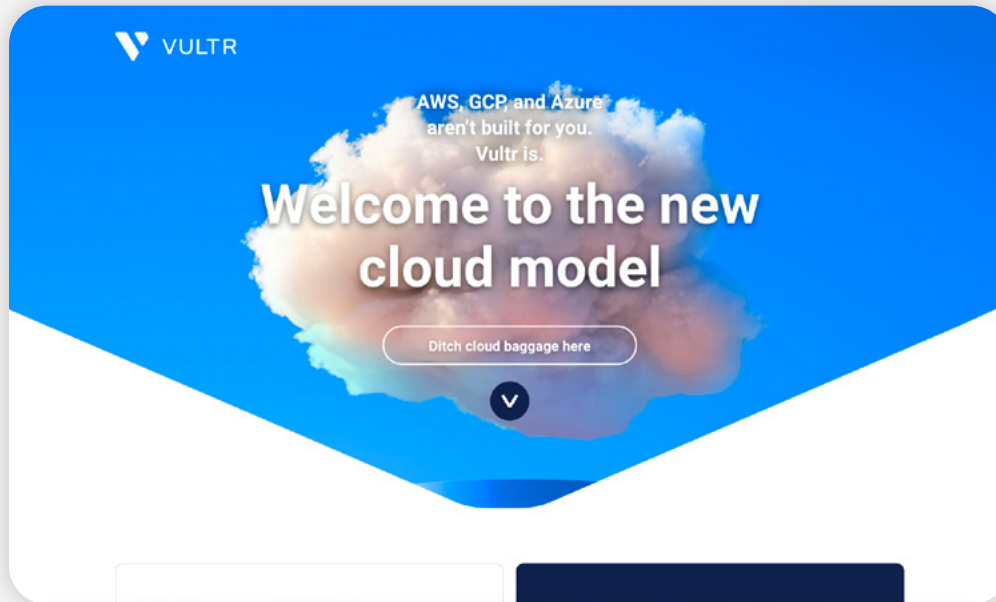 VULTR
AWS, GCP, and Azure
aren't built for you.
Vultr is.
Welcome to the new
cloud model
Ditch cloud baggage here